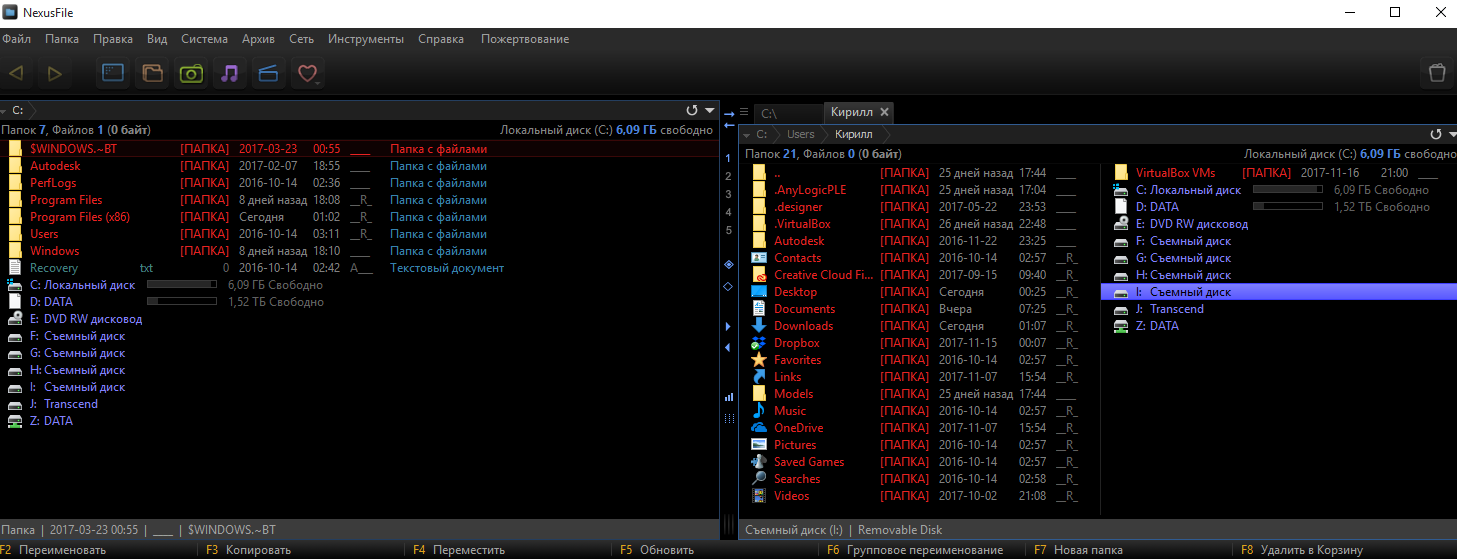 NexusFile
Файл Папка Правка Вид Система Архив Сеть Инструменты Справка Пожертвование
C:
Папок 7, Файлов 1 (0 байт) Локальный диск (C:) 6,09 ГБ свободно
$WINDOWS.~BT [ПАПКА] 2017-03-23 00:55 ___ Папка с файлами
Autodesk [ПАПКА] 2017-02-07 18:55 ___ Папка с файлами
PerfLogs [ПАПКА] 2016-10-14 02:36 ___ Папка с файлами
Program Files [ПАПКА] 8 дней назад 18:08 __R_ Папка с файлами
Program Files (x86) [ПАПКА] Сегодня 01:02 __R_ Папка с файлами
Users [ПАПКА] 2016-10-14 03:11 __R_ Папка с файлами
Windows [ПАПКА] 8 дней назад 18:10 ___ Папка с файлами
Recovery txt 0 2016-10-14 02:42 A___ Текстовый документ
C: Локальный диск 6,09 ГБ Свободно
D: DATA 1,52 ТБ Свободно
E: DVD RW дисковод
F: Съемный диск
G: Съемный диск
H: Съемный диск
I: Съемный диск
J: Transcend
Z: DATA
Папка | 2017-03-23 00:55 | ___ | $WINDOWS.~BT
1
2
3
4
5
C:\ Кирилл
C: Users Кирилл
Папок 21, Файлов 0 (0 байт) Локальный диск (C:) 6,09 ГБ свободно
.. [ПАПКА] 25 дней назад 17:44 ___
.AnyLogicPLE [ПАПКА] 25 дней назад 17:04 ___
.designer [ПАПКА] 2017-05-22 23:53 ___
.VirtualBox [ПАПКА] 26 дней назад 22:48 ___
Autodesk [ПАПКА] 2016-11-22 23:25 ___
Contacts [ПАПКА] 2016-10-14 02:57 __R_
Creative Cloud Fi... [ПАПКА] 2017-09-15 09:40 __R_
Desktop [ПАПКА] Сегодня 00:25 __R_
Documents [ПАПКА] Вчера 07:25 __R_
Downloads [ПАПКА] Сегодня 01:07 __R_
Dropbox [ПАПКА] 2017-11-15 00:07 __R_
Favorites [ПАПКА] 2016-10-14 02:57 __R_
Links [ПАПКА] 2017-11-07 15:54 __R_
Models [ПАПКА] 25 дней назад 17:44 ___
Music [ПАПКА] 2016-10-14 02:57 __R_
OneDrive [ПАПКА] 2017-11-07 15:54 __R_
Pictures [ПАПКА] 2016-10-14 02:57 __R_
Saved Games [ПАПКА] 2016-10-14 02:57 __R_
Searches [ПАПКА] 2016-10-14 02:58 __R_
Videos [ПАПКА] 2017-10-02 21:08 __R_
VirtualBox VMs [ПАПКА] 2017-11-16 21:00 ___
C: Локальный диск 6,09 ГБ Свободно
D: DATA 1,52 ТБ Свободно
E: DVD RW дисковод
F: Съемный диск
G: Съемный диск
H: Съемный диск
I: Съемный диск
J: Transcend
Z: DATA
Съемный диск (I:) | Removable Disk
F2 Переименовать F3 Копировать F4 Переместить F5 Обновить F6 Групповое переименование F7 Новая папка F8 Удалить в Корзину